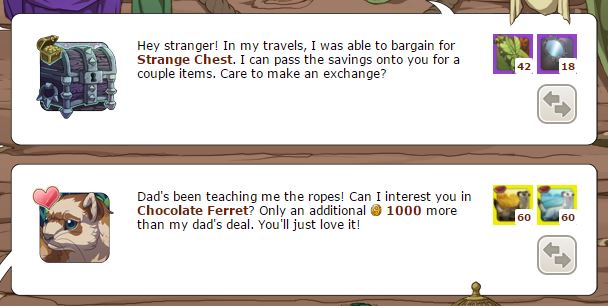 Hey stranger! In my travels, I was able to bargain for
Strange Chest. I can pass the savings onto you for a
couple items. Care to make an exchange?
42 18
Dad's been teaching me the ropes! Can I interest you in
Chocolate Ferret? Only an additional 1000 more
than my dad's deal. You'll just love it!
60 60